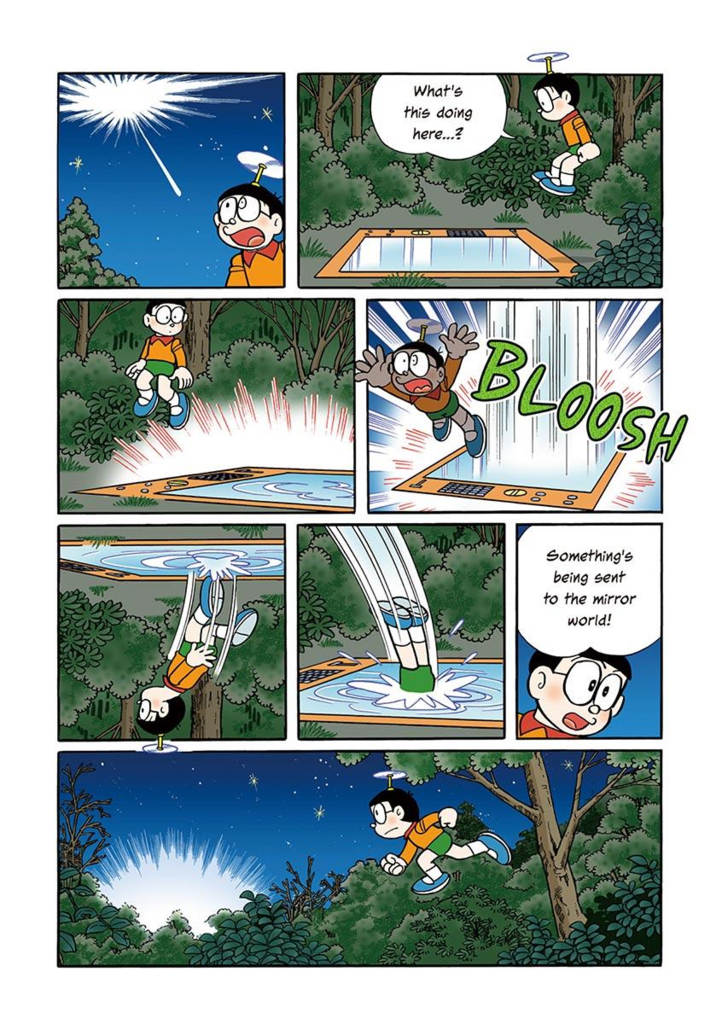 What's
this doing
here...?
BLOOSH
Something's
being sent
to the mirror
world!